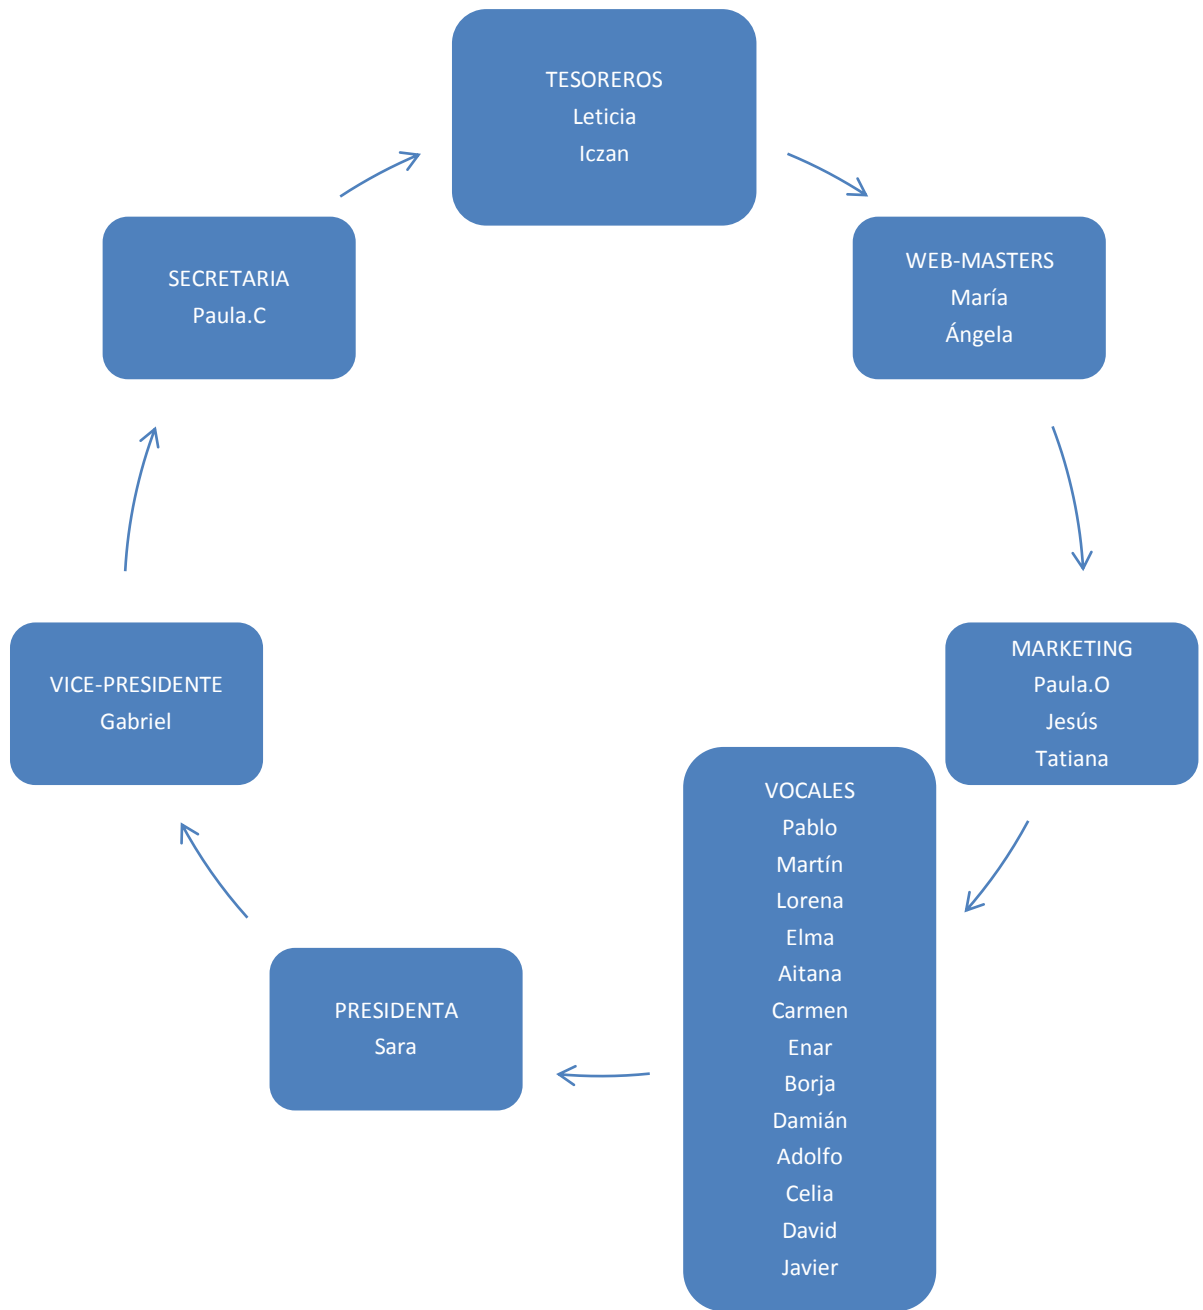 TESOREROS
Leticia
Iczan
WEB-MASTERS
María
Ángela
MARKETING
Paula.O
Jesús
Tatiana
VOCALES
Pablo
Martín
Lorena
Elma
Aitana
Carmen
Enar
Borja
Damián
Adolfo
Celia
David
Javier
PRESIDENTA
Sara
VICE-PRESIDENTE
Gabriel
SECRETARIA
Paula.C